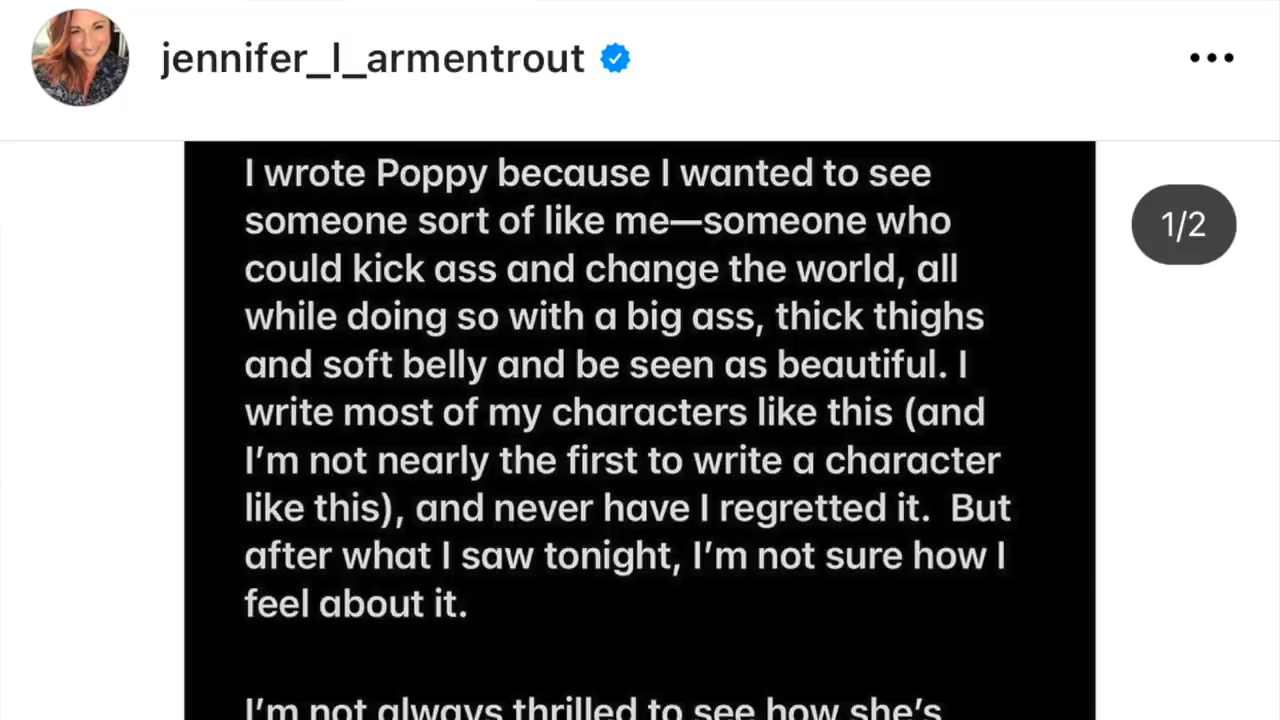 jennifer_l_armentrout
1/2
I wrote Poppy because I wanted to see
someone sort of like me—someone who
could kick ass and change the world, all
while doing so with a big ass, thick thighs
and soft belly and be seen as beautiful. I
write most of my characters like this (and
I’m not nearly the first to write a character
like this), and never have I regretted it.  But
after what I saw tonight, I’m not sure how I
feel about it.
I’m not always thrilled to see how she’s